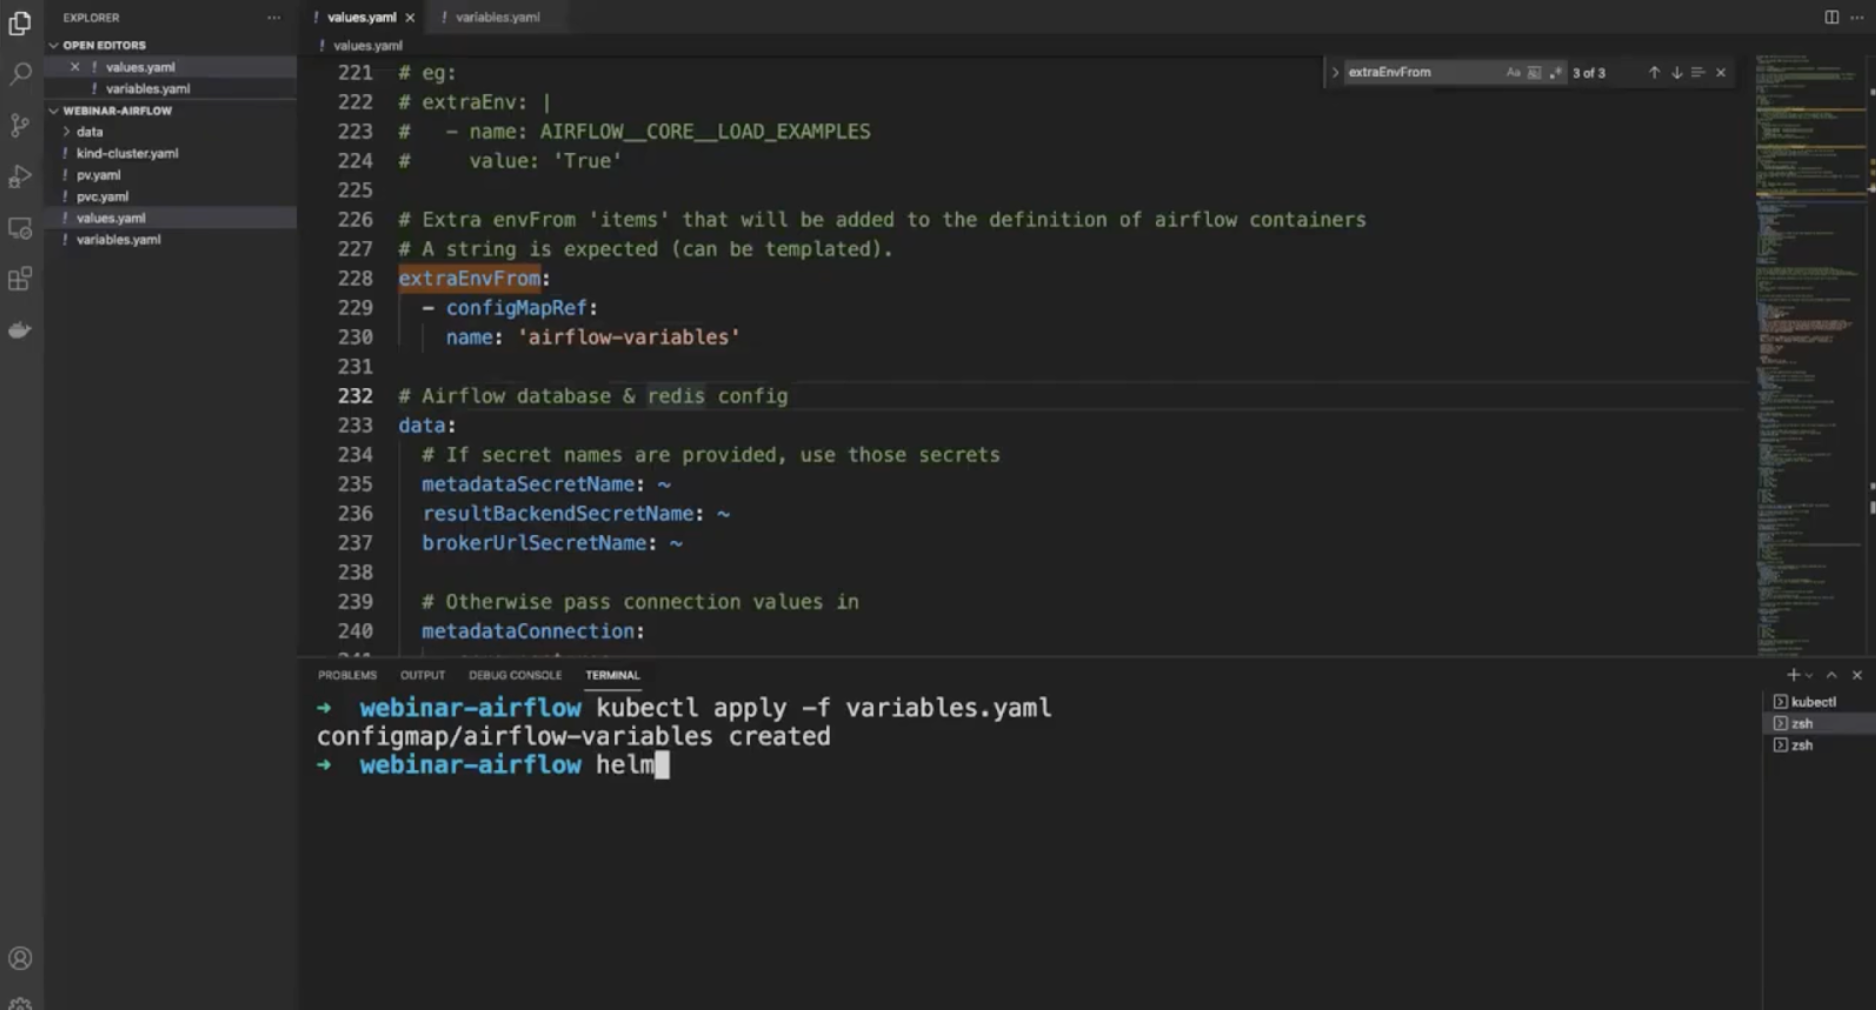 EXPLORER
OPEN EDITORS
values.yaml
variables.yaml
WEBINAR-AIRFLOW
data
kind-cluster.yaml
pv.yaml
pvc.yaml
values.yaml
variables.yaml
values.yaml
variables.yaml
values.yaml
extraEnvFrom
3 of 3
221 # eg:
222 # extraEnv: |
223 #   - name: AIRFLOW__CORE__LOAD_EXAMPLES
224 #     value: 'True'
225
226 # Extra envFrom 'items' that will be added to the definition of airflow containers
227 # A string is expected (can be templated).
228 extraEnvFrom:
229   - configMapRef:
230     name: 'airflow-variables'
231
232 # Airflow database & redis config
233 data:
234   # If secret names are provided, use those secrets
235   metadataSecretName: ~
236   resultBackendSecretName: ~
237   brokerUrlSecretName: ~
238
239   # Otherwise pass connection values in
240   metadataConnection:
PROBLEMS OUTPUT DEBUG CONSOLE TERMINAL
→ webinar-airflow kubectl apply -f variables.yaml
configmap/airflow-variables created
→ webinar-airflow helm
kubectl
zsh
zsh